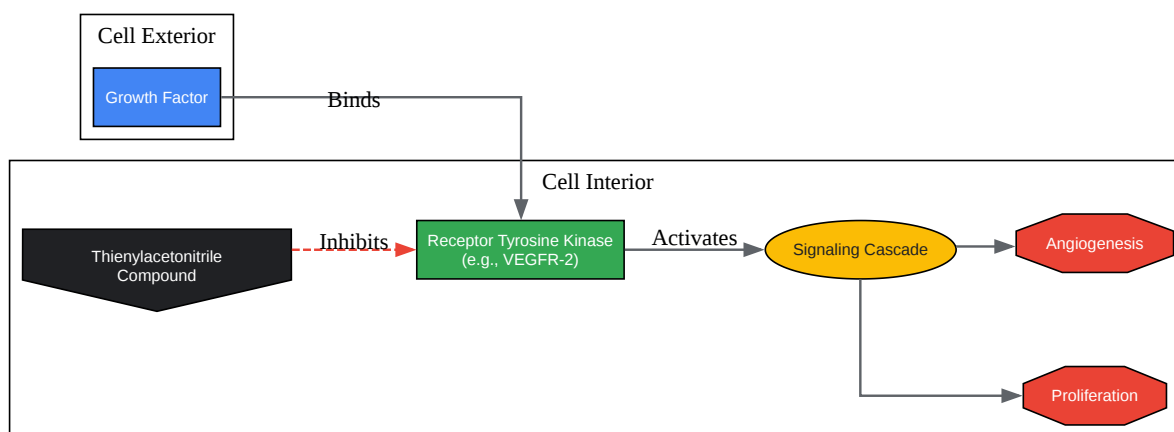 Cell Exterior
Growth Factor
Binds
Cell Interior
Thienylacetonitrile
Compound
Inhibits
Receptor Tyrosine Kinase
(e.g., VEGFR-2)
Activates
Signaling Cascade
Angiogenesis
Proliferation